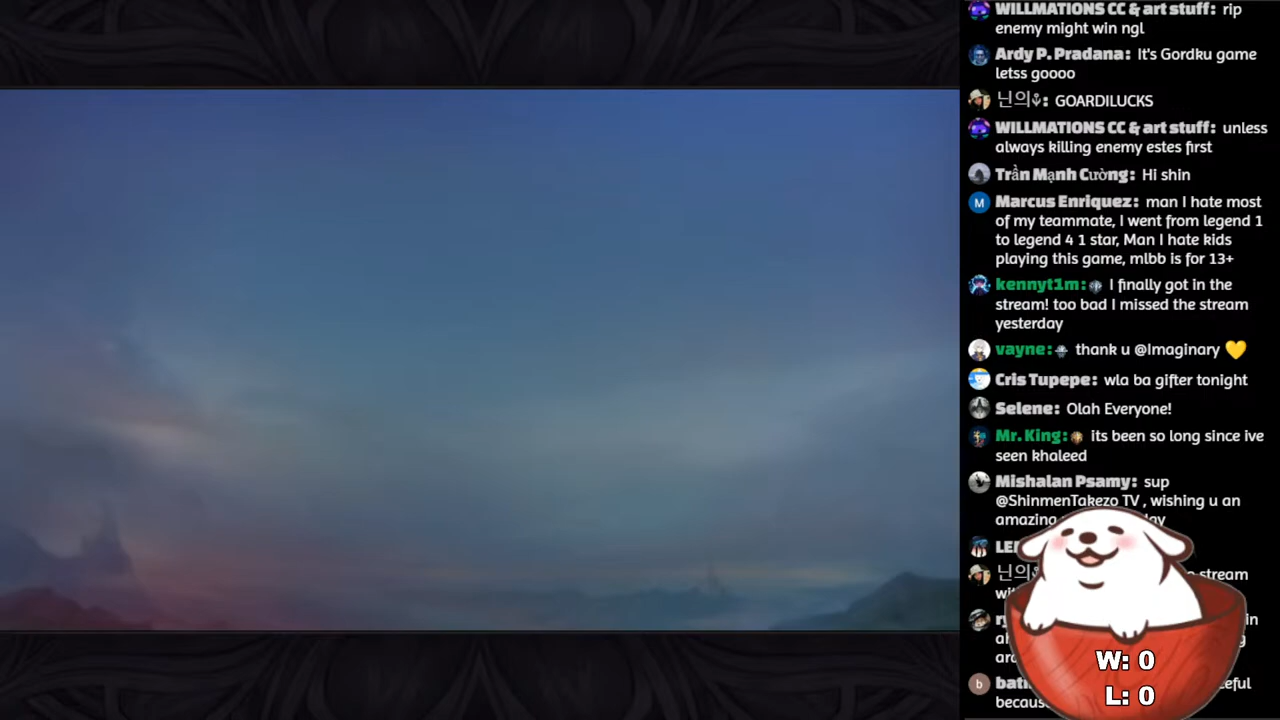 WILLMATIONS CC & art stuff: rip
enemy might win ngl
Ardy P. Pradana: It's Gordku game
letss goooo
닌의⚘: GOARDILUCKS
WILLMATIONS CC & art stuff: unless
always killing enemy estes first
Trần Mạnh Cường: Hi shin
M Marcus Enriquez: man I hate most
of my teammate, I went from legend 1
to legend 4 1 star, Man I hate kids
playing this game, mlbb is for 13+
kennyt1m: I finally got in the
stream! too bad I missed the stream
yesterday
vayne: thank u @Imaginary 💛
Cris Tupepe: wla ba gifter tonight
Selene: Olah Everyone!
Mr. King: its been so long since ive
seen khaleed
Mishalan Psamy: sup
@ShinmenTakezo TV , wishing u an
amazing
닌의 stream
in
b
becaus
W: 0
L: 0